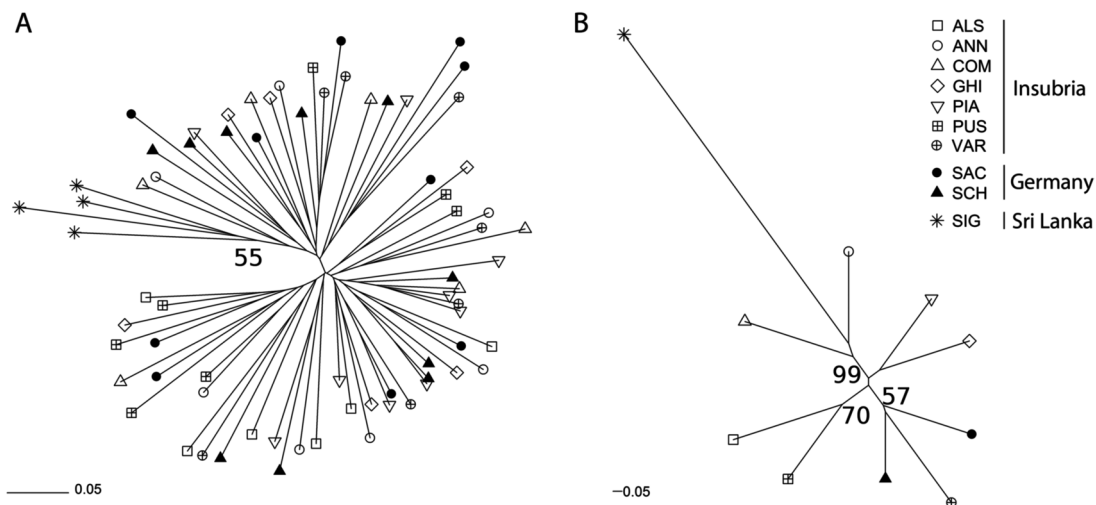 A
55
0.05
B
99
57
70
0.05
ALS
ANN
COM
GHI
PIA
PUS
VAR
SAC
SCH
SIG
Insubria
Germany
Sri Lanka